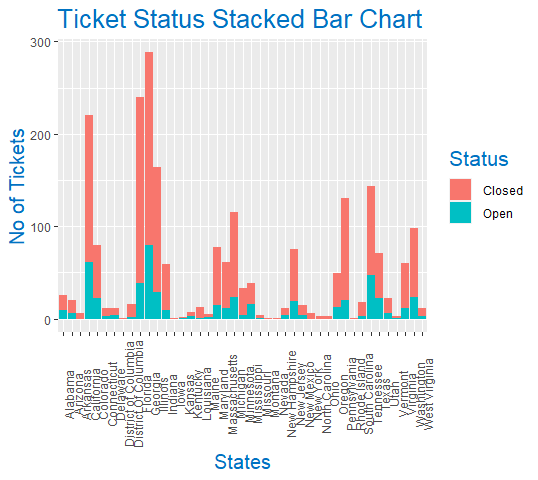 Ticket Status Stacked Bar Chart
No of Tickets
300
200
100
0
Status
Closed
Open
Alabama
Arizona
Arkansas
California
Colorado
Connecticut
Delaware
District of Columbia
District Of Columbia
Florida
Georgia
Illinois
Indiana
Iowa
Kansas
Kentucky
Louisiana
Maine
Maryland
Massachusetts
Michigan
Minnesota
Mississippi
Missouri
Montana
Nevada
New Hampshire
New Jersey
New Mexico
New York
North Carolina
Ohio
Oregon
Pennsylvania
Rhode Island
South Carolina
Tennessee
Texas
Utah
Vermont
Virginia
Washington
West Virginia
States